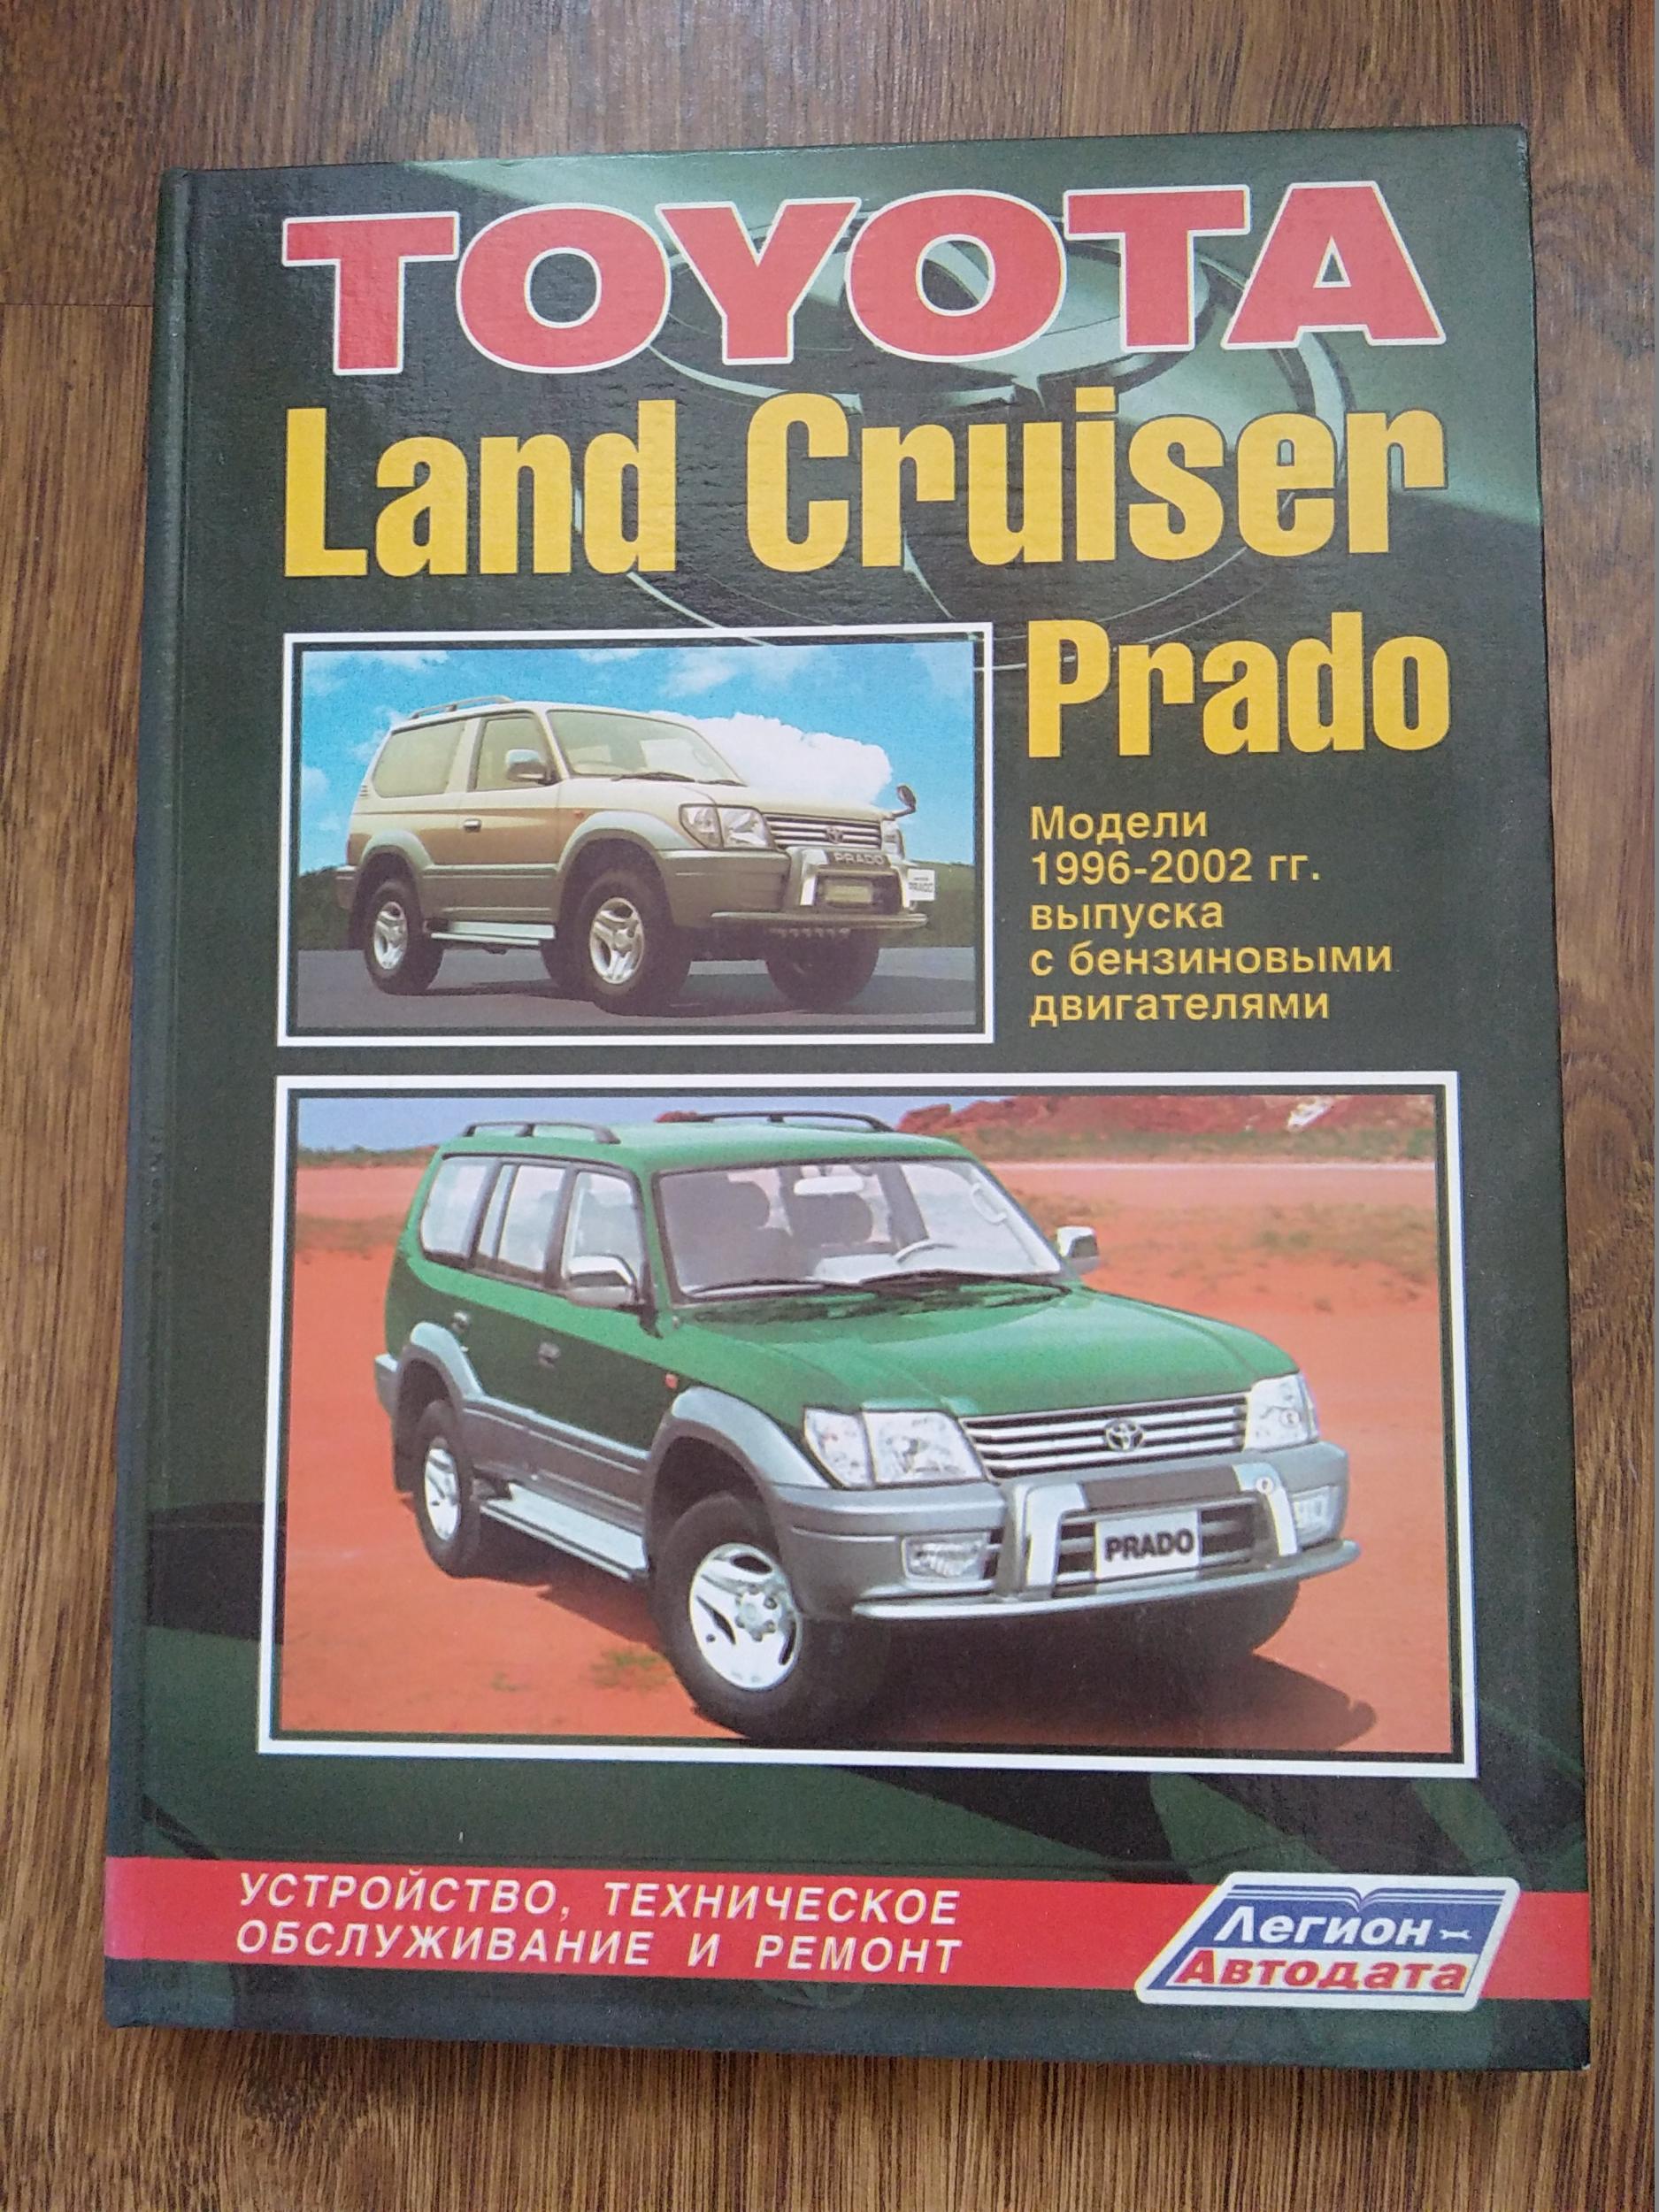 TOYOTA
Land Cruiser
Prado
Модели
1996-2002 гг.
выпуска
с бензиновыми
двигателями
PRADO
PRADO
PRADO
УСТРОЙСТВО, ТЕХНИЧЕСКОЕ
ОБСЛУЖИВАНИЕ И РЕМОНТ
Легион-
Автодата